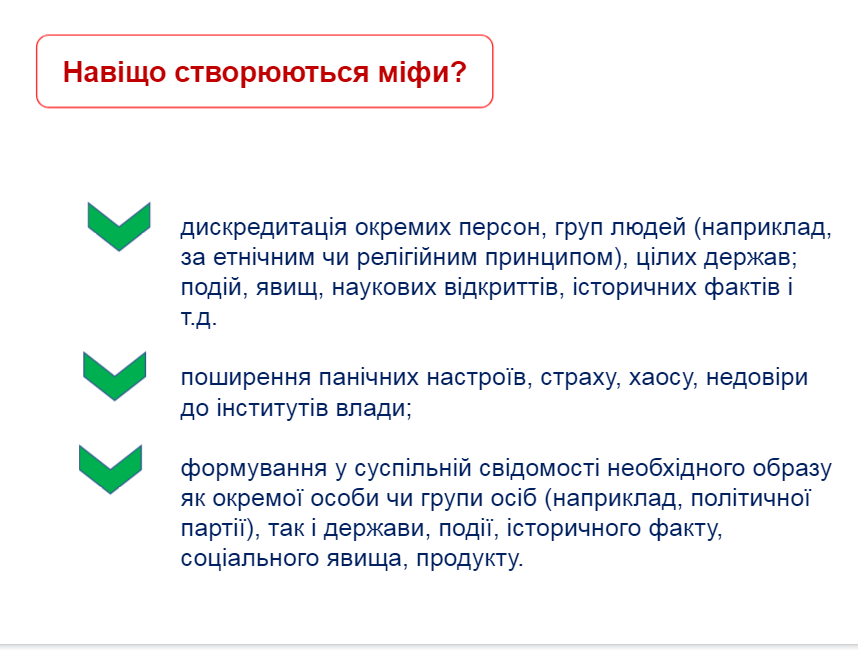 Навіщо створюються міфи?
дискредитація окремих персон, груп людей (наприклад,
за етнічним чи релігійним принципом), цілих держав;
подій, явищ, наукових відкриттів, історичних фактів і
т.д.
поширення панічних настроїв, страху, хаосу, недовіри
до інститутів влади;
формування у суспільній свідомості необхідного образу
як окремої особи чи групи осіб (наприклад, політичної
партії), так і держави, події, історичного факту,
соціального явища, продукту.